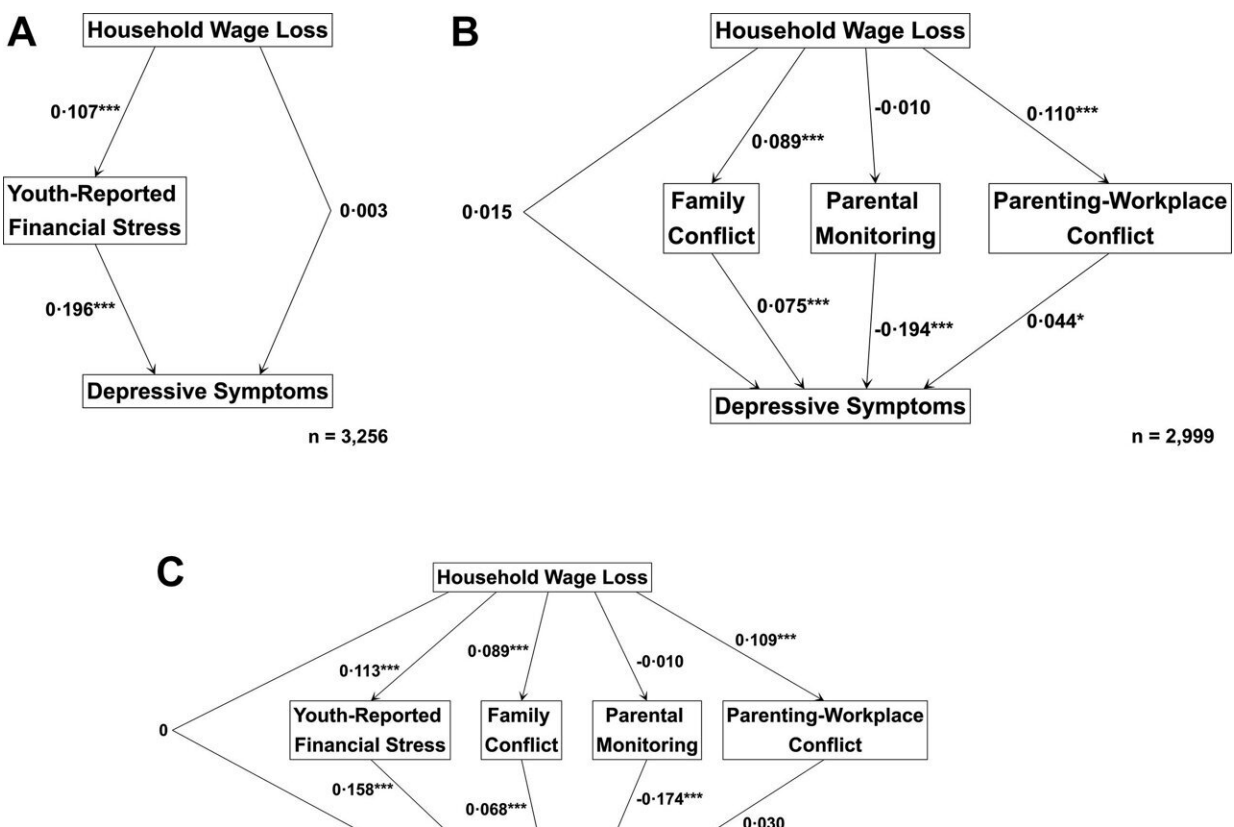 A
Household Wage Loss
0·107***
Youth-Reported
Financial Stress
0·003
0·196***
Depressive Symptoms
n = 3,256
B
Household Wage Loss
-0·010
0·110***
0·089***
0·015
Family
Conflict
Parental
Monitoring
Parenting-Workplace
Conflict
0·075***
-0·194***
0·044*
Depressive Symptoms
n = 2,999
C
Household Wage Loss
0·113***
0·089***
-0·010
0·109***
0
Youth-Reported
Financial Stress
Family
Conflict
Parental
Monitoring
Parenting-Workplace
Conflict
0·158***
0·068***
-0·174***
0·030